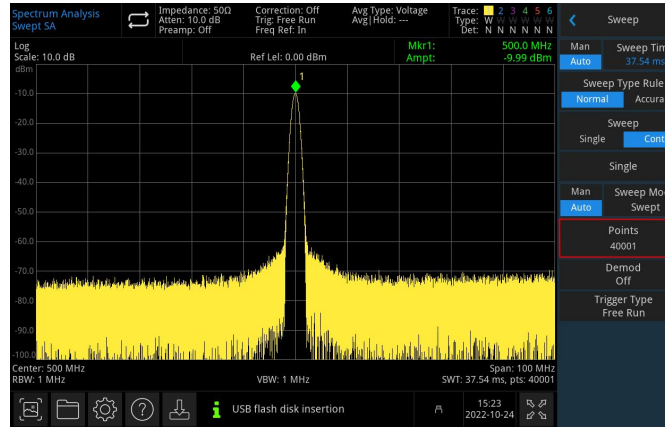 Spectrum Analysis
Swept SA
Impedance: 50Ω
Atten: 10.0 dB
Preamp: Off
Correction: Off
Trig: Free Run
Freq Ref: In
Avg Type: Voltage
Avg|Hold: ---
Trace: 1 2 3 4 5 6
Type: W W W W W W
Det: N N N N N N
Sweep
Log
Scale: 10.0 dB
Ref Lel: 0.00 dBm
Mkr1: 500.0 MHz
Ampt: -9.99 dBm
dBm
-10.0
-20.0
-30.0
-40.0
-50.0
-60.0
-70.0
-80.0
-90.0
-100.0
1
Center: 500 MHz
RBW: 1 MHz
VBW: 1 MHz
Span: 100 MHz
SWT: 37.54 ms, pts: 40001
Man
Auto
Sweep Tim
37.54 ms
Sweep Type Rule
Normal
Accura
Sweep
Single
Cont
Single
Man
Auto
Sweep Mo
Swept
Points
40001
Demod
Off
Trigger Type
Free Run
USB flash disk insertion
15:23
2022-10-24